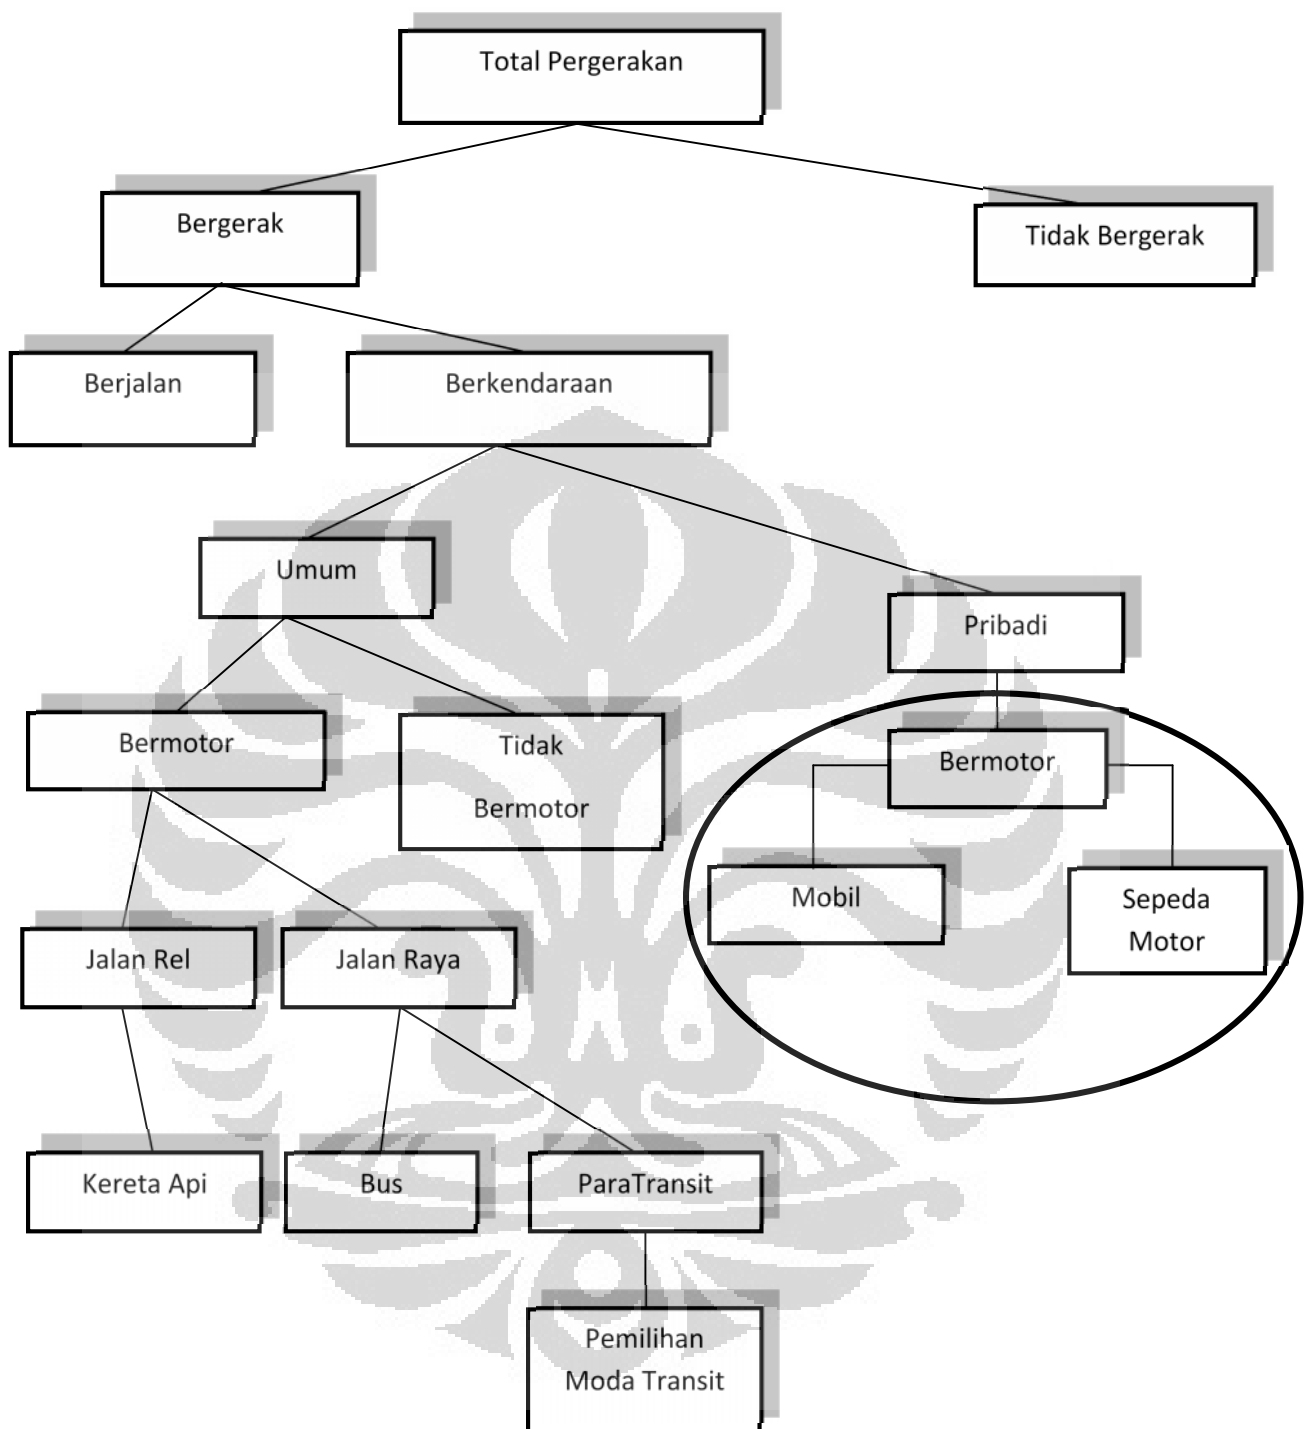 Total Pergerakan
Bergerak
Tidak Bergerak
Berjalan
Berkendaraan
Umum
Pribadi
Bermotor
Tidak
Bermotor
Bermotor
Mobil
Sepeda
Motor
Jalan Rel
Jalan Raya
Kereta Api
Bus
ParaTransit
Pemilihan
Moda Transit